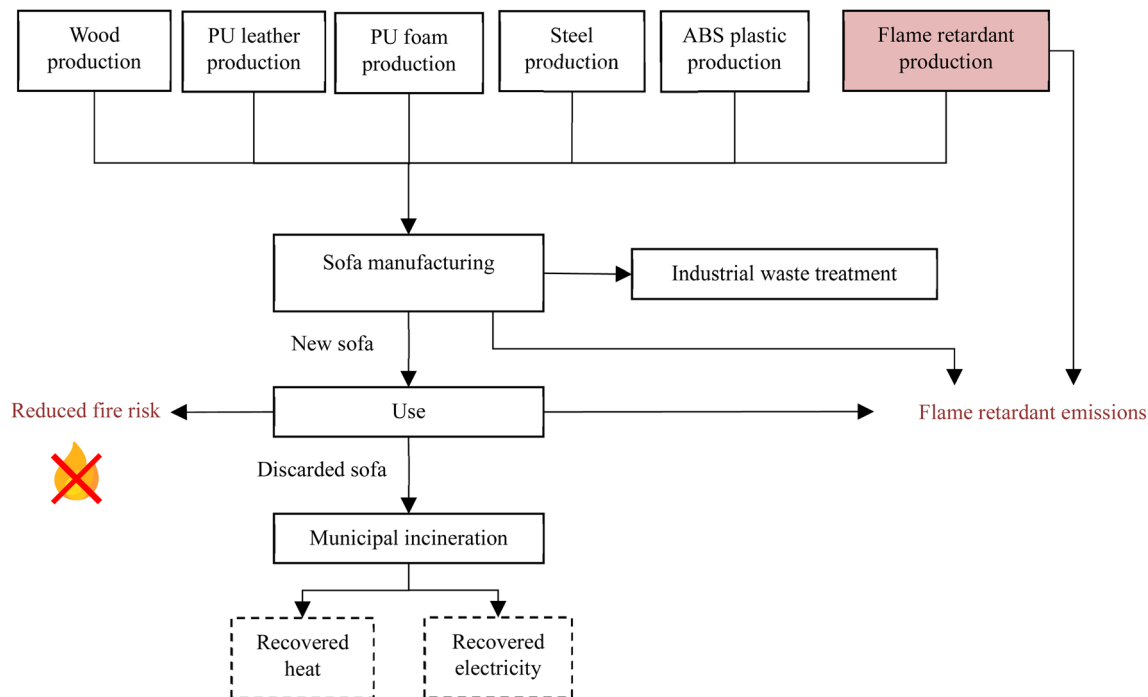 Wood
production
PU leather
production
PU foam
production
Steel
production
ABS plastic
production
Flame retardant
production
Sofa manufacturing
Industrial waste treatment
New sofa
Reduced fire risk
Use
Flame retardant emissions
Discarded sofa
Municipal incineration
Recovered
heat
Recovered
electricity